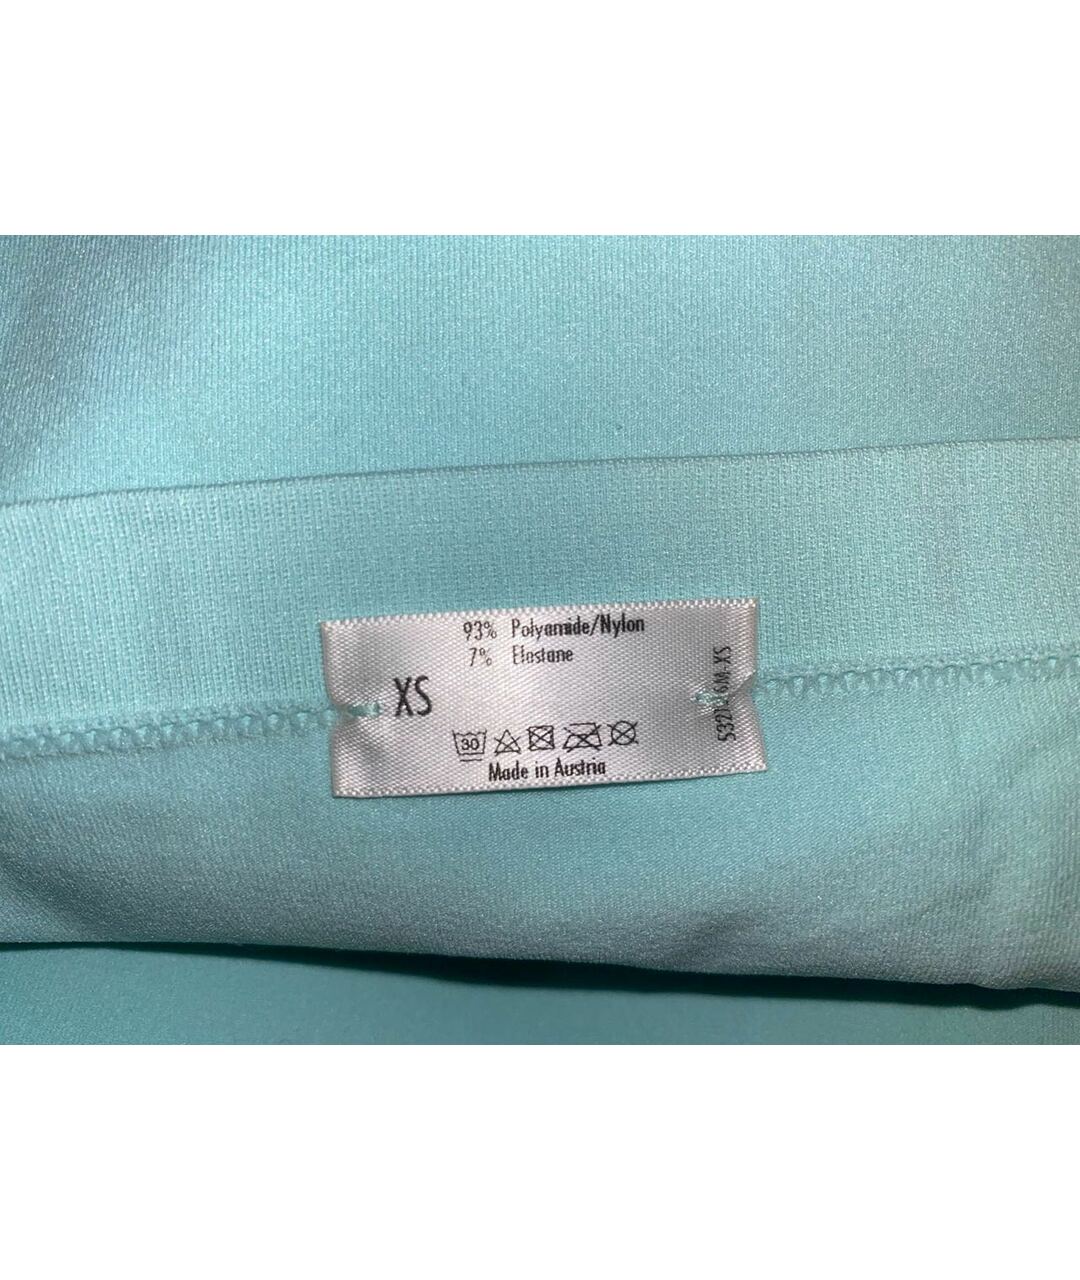 93% Polyamide/Nylon
7% Elastane
XS
30
Made in Austria